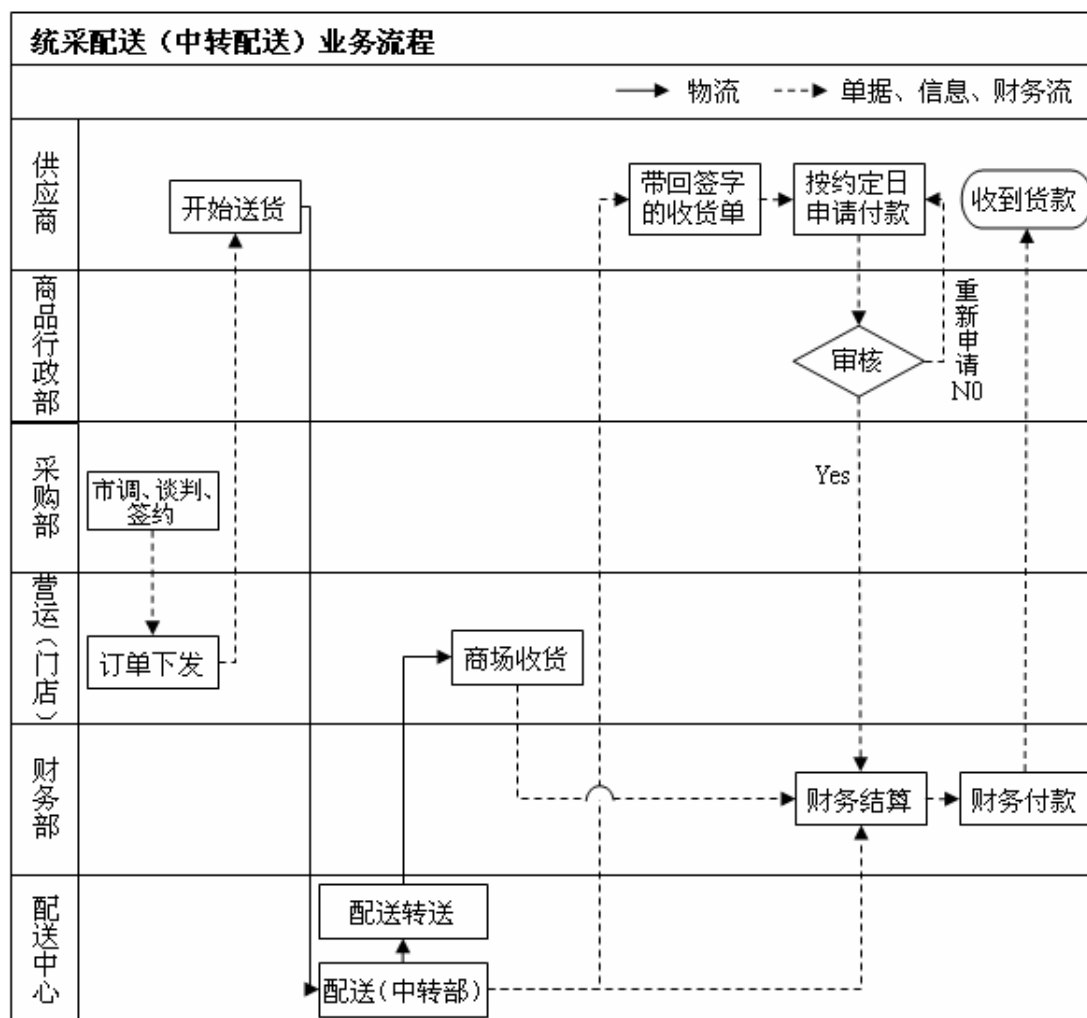 统采配送（中转配送）业务流程
物流
单据、信息、财务流
供应商
开始送货
带回签字
的收货单
按约定日
申请付款
收到货款
商品行政部
审核
重新申请
N0
采购部
市调、谈判、
签约
Yes
营运（门店）
订单下发
商场收货
财务部
财务结算
财务付款
配送中心
配送转送
配送（中转部）